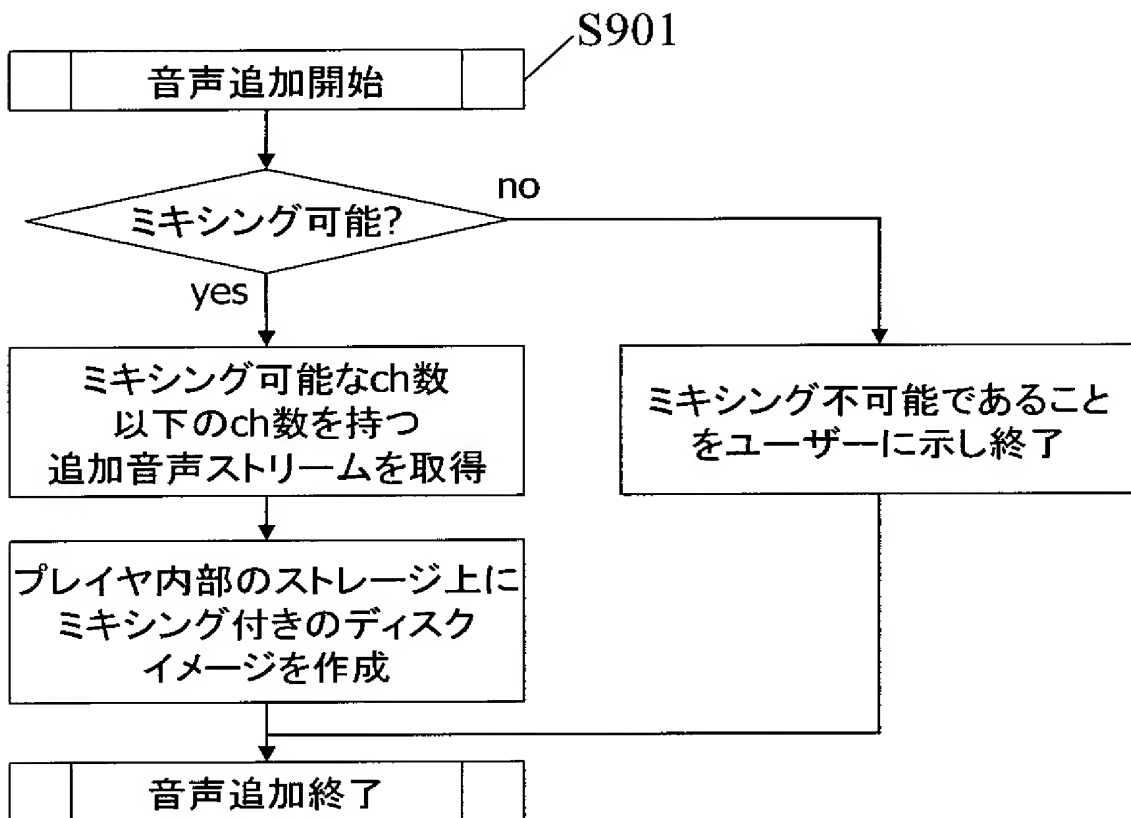 S901
音声追加開始
ミキシング可能?
no
yes
ミキシング可能なch数
以下のch数を持つ
追加音声ストリームを取得
ミキシング不可能であること
をユーザーに示し終了
プレイヤ内部のストレージ上に
ミキシング付きのディスク
イメージを作成
音声追加終了